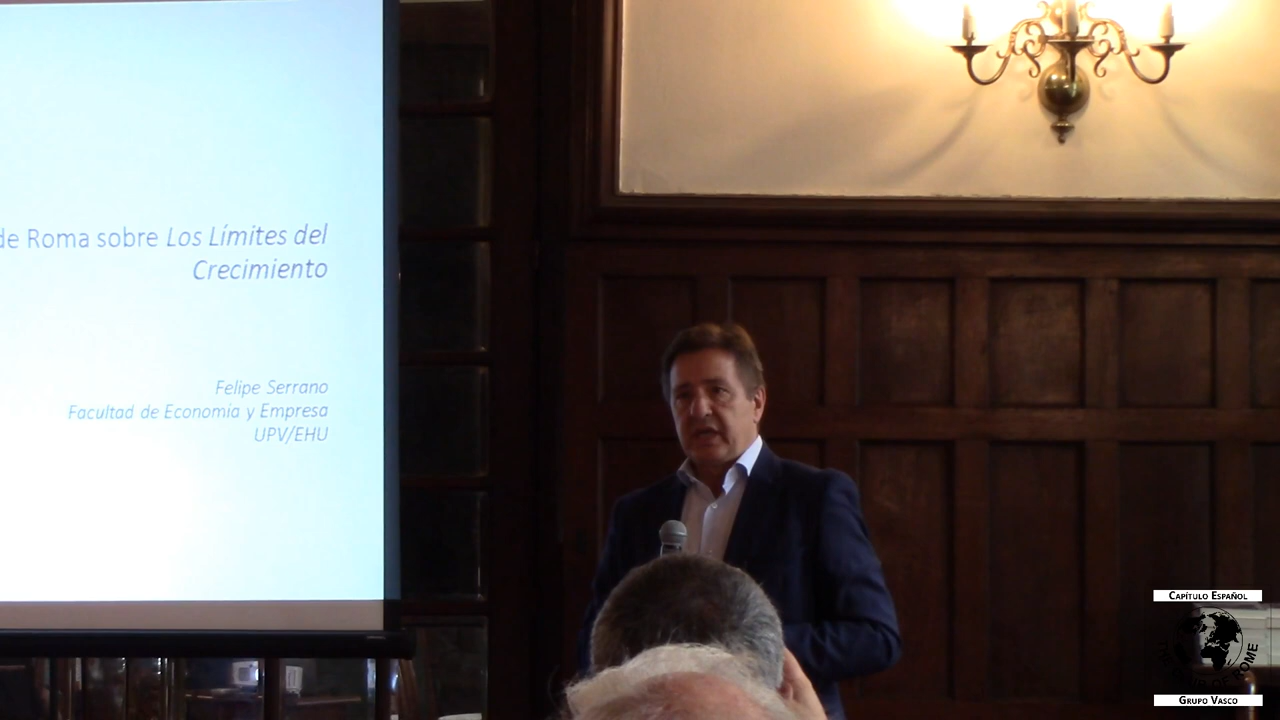 de Roma sobre Los Límites del
Crecimiento
Felipe Serrano
Facultad de Economía y Empresa
UPV/EHU
Capítulo Español
Grupo Vasco